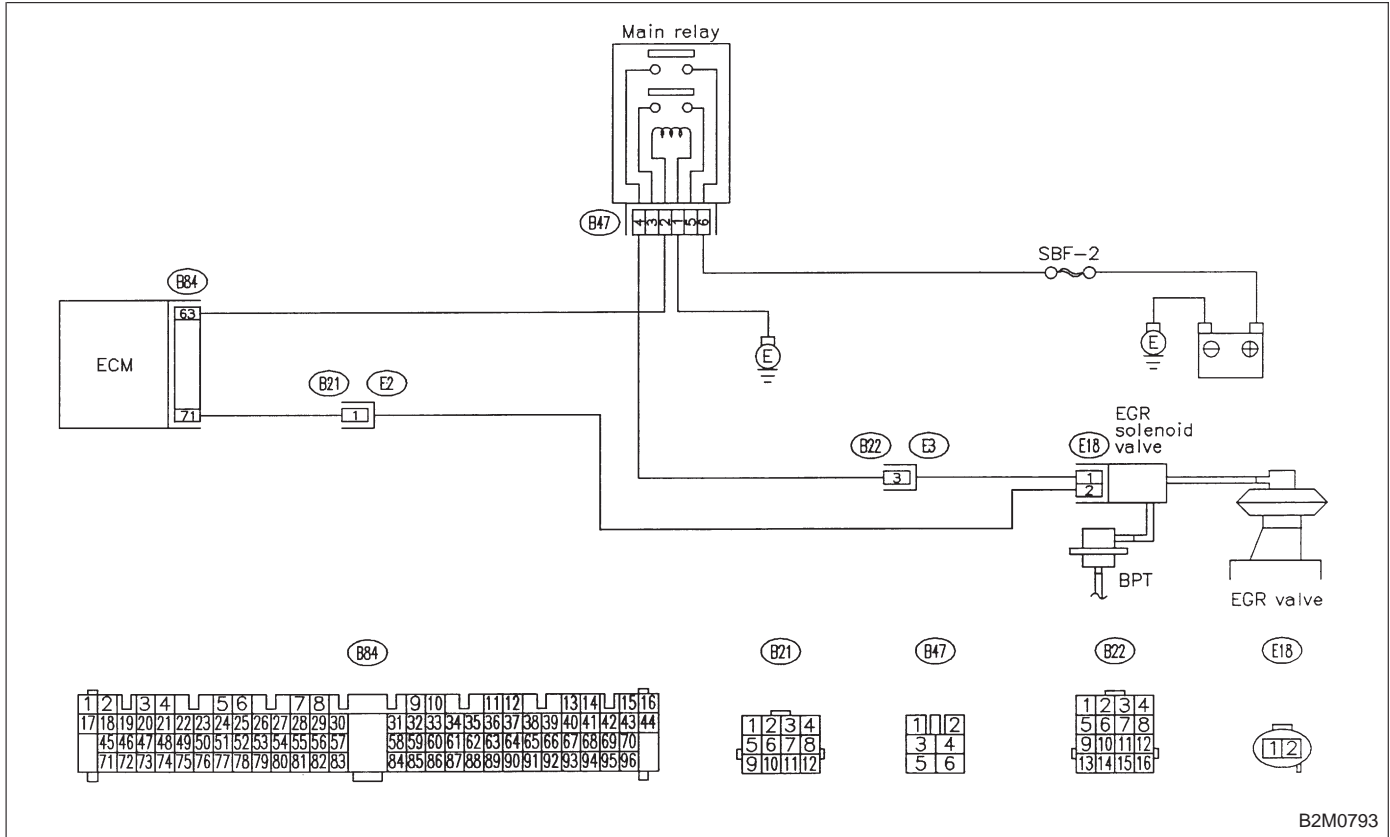 Main relay
B47
4 3 2 1 5 6
SBF-2
B84
63
ECM
E
E
⊖ ⊕
B21 E2
71
1
EGR
solenoid
valve
B22 E3
E18
3
1
2
BPT
EGR valve
B84
B21
B47
B22
E18
1 2 3 4 5 6 7 8 9 10 11 12 13 14 15 16
17 18 19 20 21 22 23 24 25 26 27 28 29 30 31 32 33 34 35 36 37 38 39 40 41 42 43 44
45 46 47 48 49 50 51 52 53 54 55 56 57 58 59 60 61 62 63 64 65 66 67 68 69 70
71 72 73 74 75 76 77 78 79 80 81 82 83 84 85 86 87 88 89 90 91 92 93 94 95 96
1 2 3 4
5 6 7 8
9 10 11 12
1 2
3 4
5 6
1 2 3 4
5 6 7 8
9 10 11 12
13 14 15 16
1 2
B2M0793